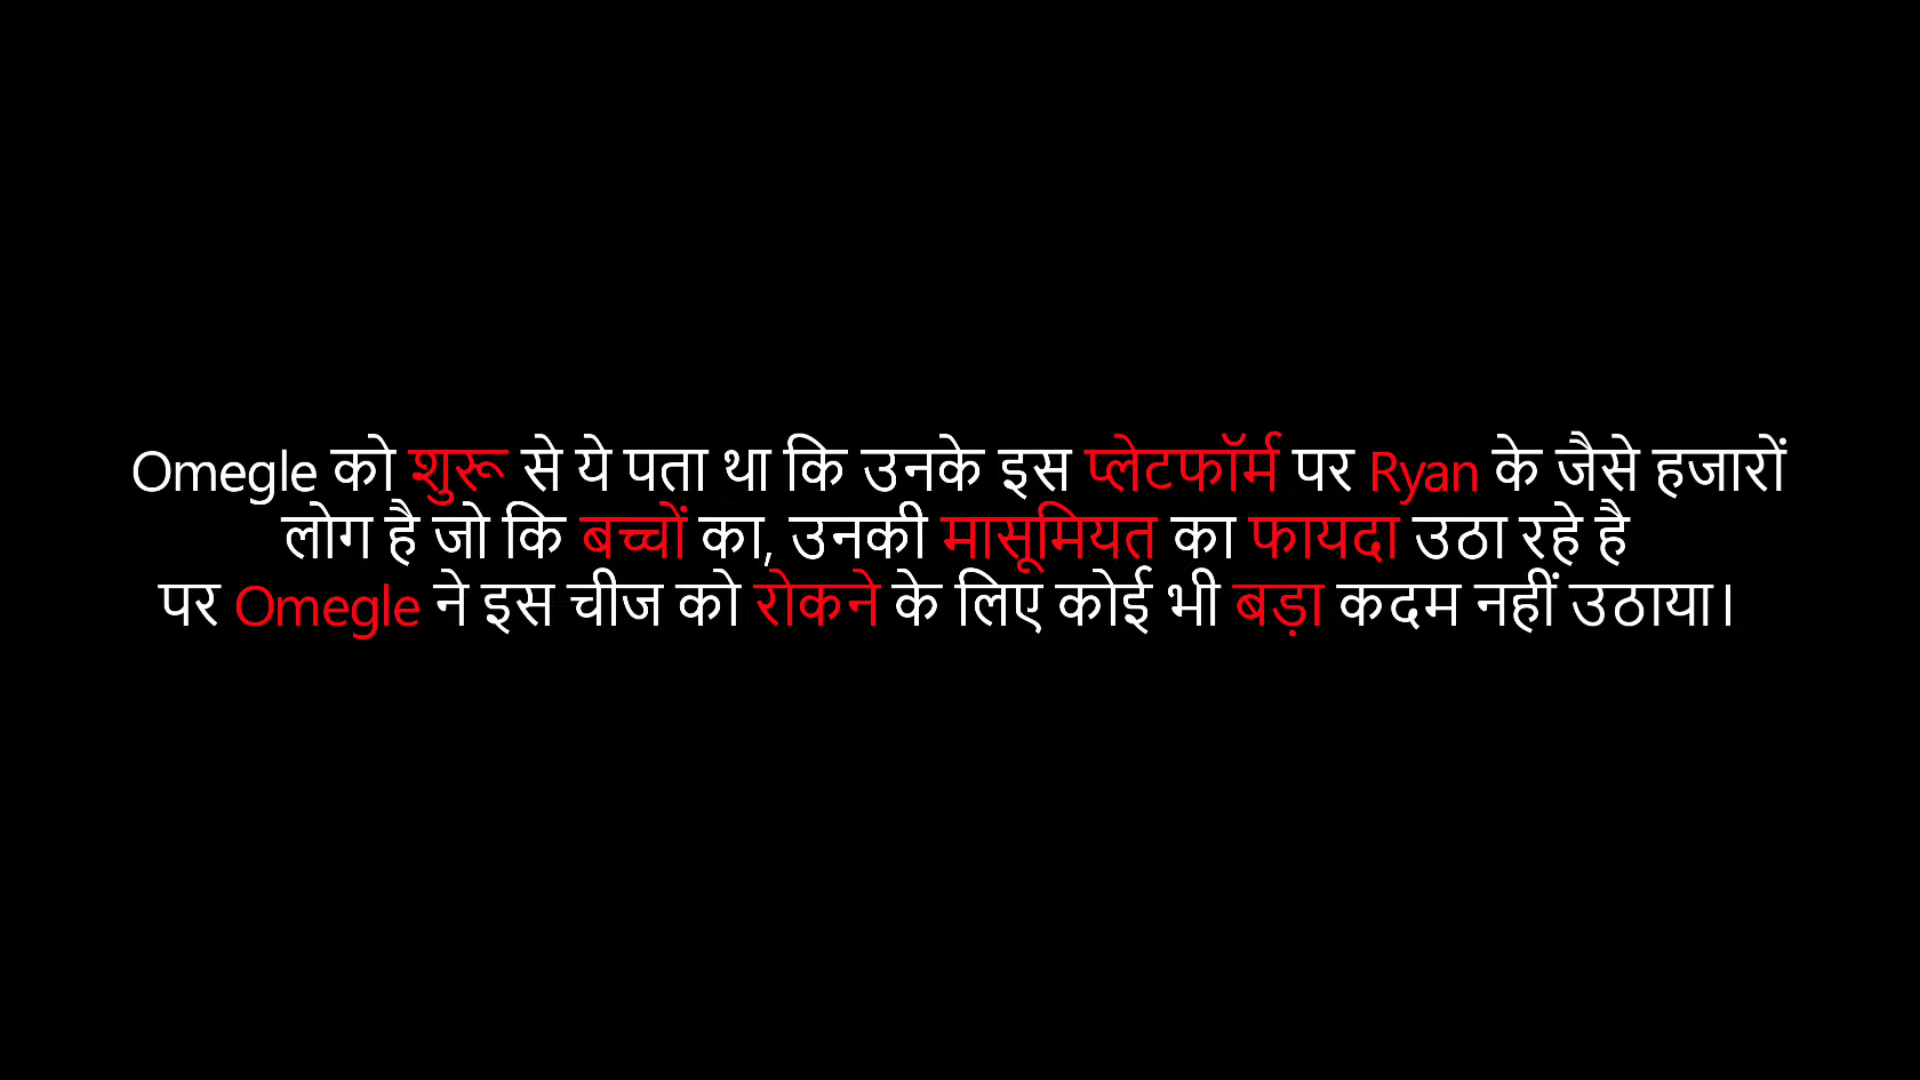 Omegle को शुरू से ये पता था कि उनके इस प्लेटफॉर्म पर Ryan के जैसे हजारों
लोग है जो कि बच्चों का, उनकी मासूमियत का फायदा उठा रहे है
पर Omegle ने इस चीज को रोकने के लिए कोई भी बड़ा कदम नहीं उठाया।